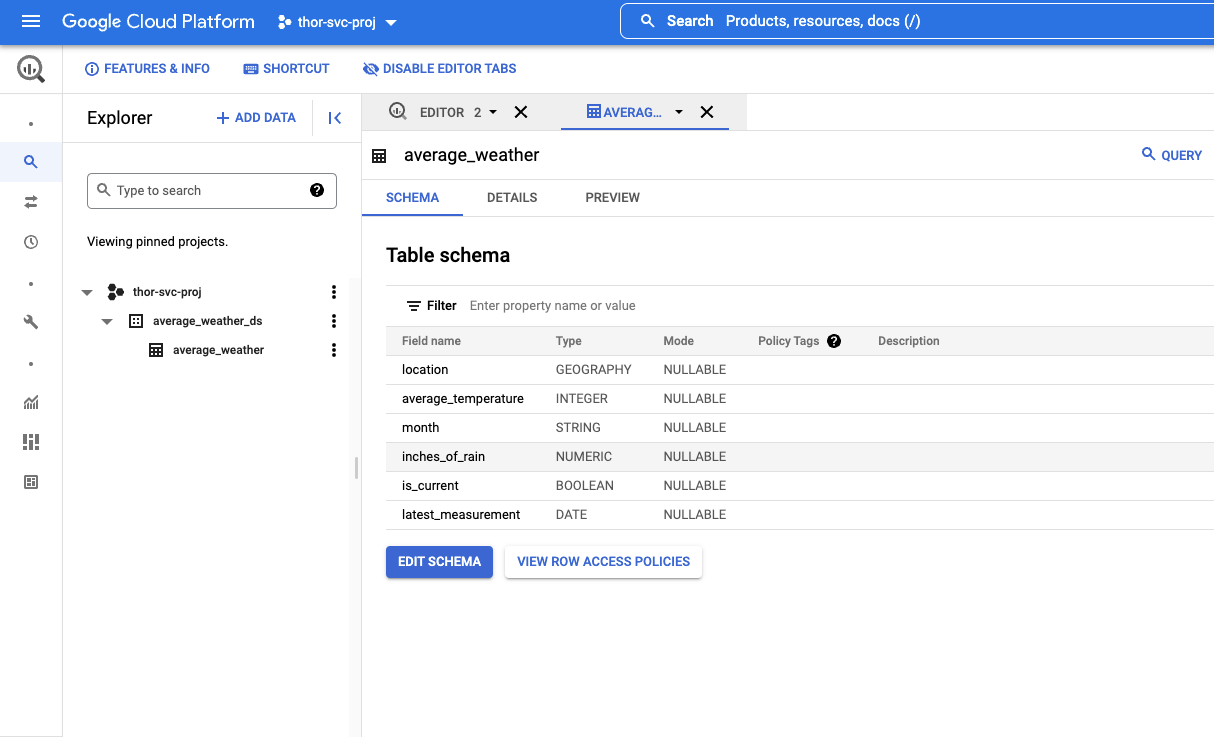 Google Cloud Platform thor-svc-proj Search Products, resources, docs (/)
FEATURES & INFO SHORTCUT DISABLE EDITOR TABS
Explorer + ADD DATA
EDITOR 2 AVERAG...
average_weather QUERY
Type to search ?
SCHEMA DETAILS PREVIEW
Viewing pinned projects.
thor-svc-proj
average_weather_ds
average_weather
Table schema
Filter Enter property name or value
Field name Type Mode Policy Tags ? Description
location GEOGRAPHY NULLABLE
average_temperature INTEGER NULLABLE
month STRING NULLABLE
inches_of_rain NUMERIC NULLABLE
is_current BOOLEAN NULLABLE
latest_measurement DATE NULLABLE
EDIT SCHEMA VIEW ROW ACCESS POLICIES